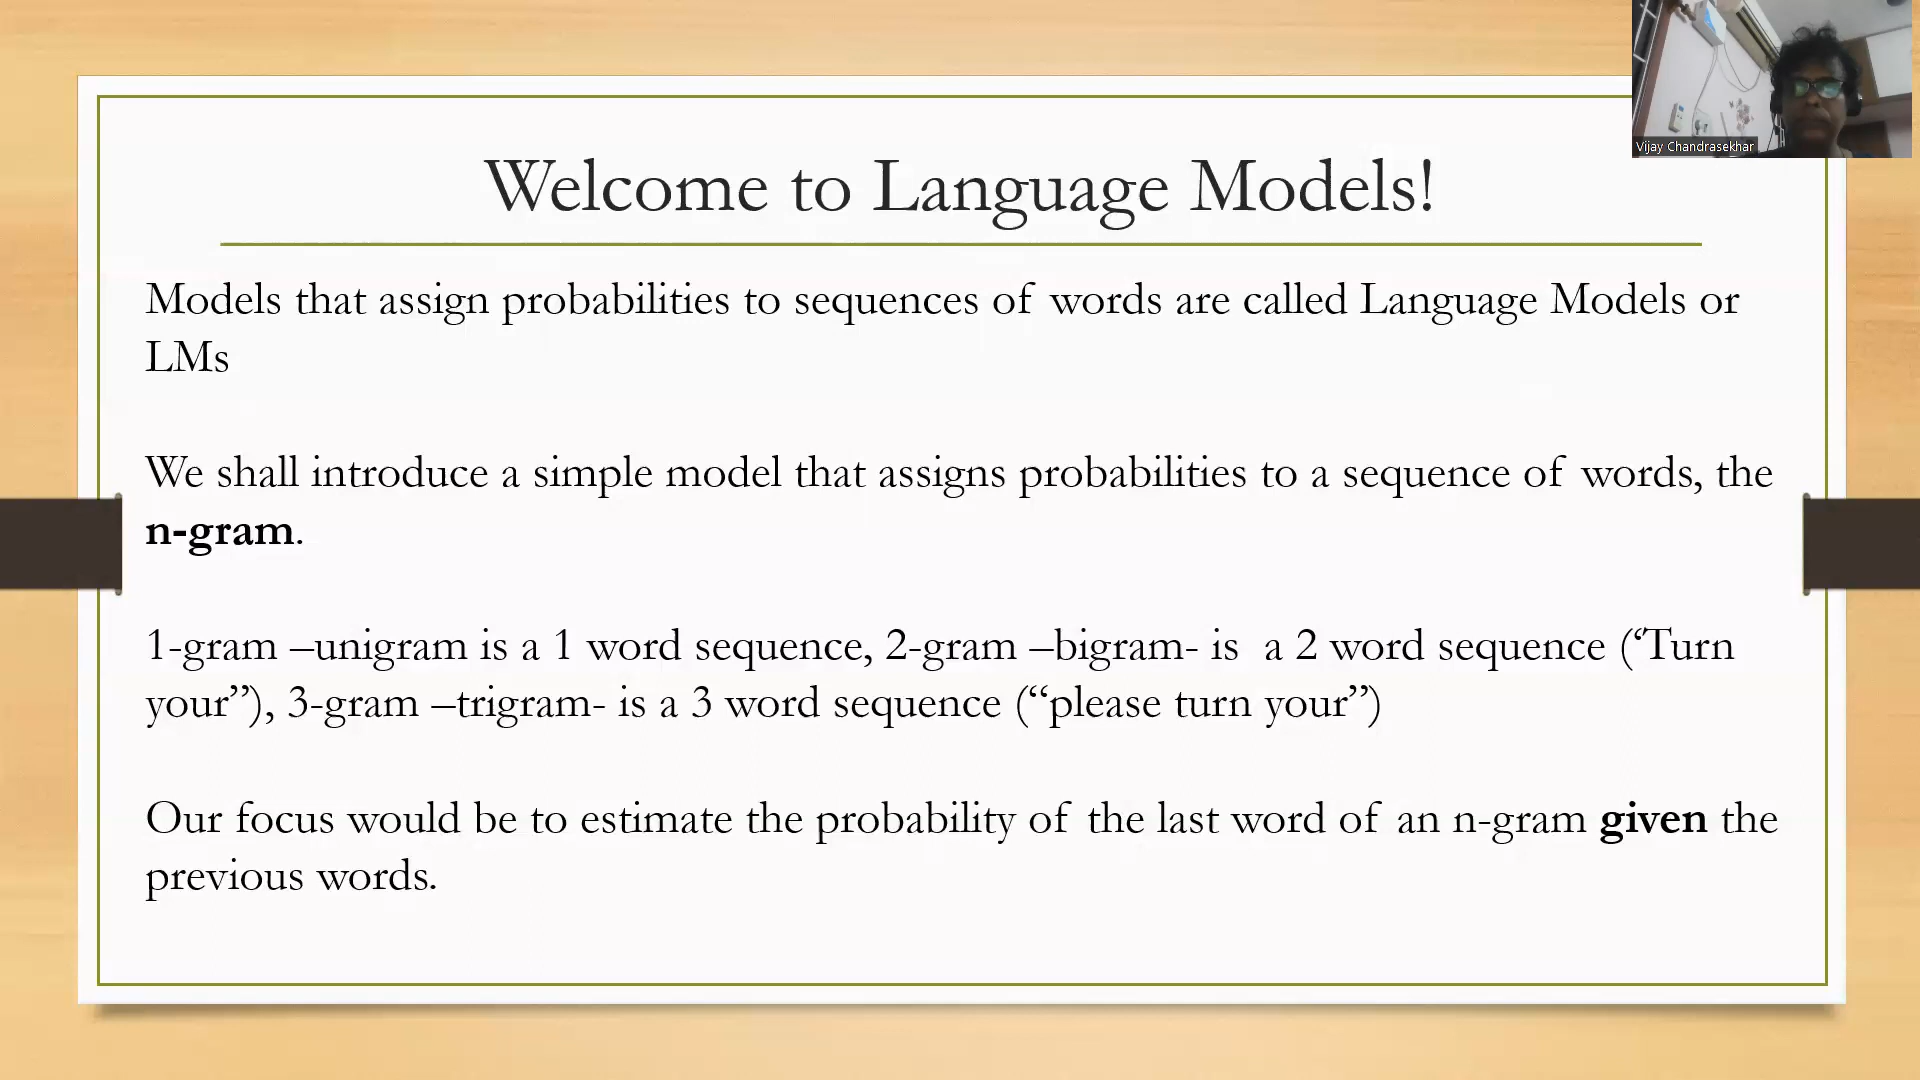 Vijay Chandrasekhar
Welcome to Language Models!
Models that assign probabilities to sequences of words are called Language Models or
LMs
We shall introduce a simple model that assigns probabilities to a sequence of words, the
n-gram.
1-gram –unigram is a 1 word sequence, 2-gram –bigram- is a 2 word sequence (‘Turn
your”), 3-gram –trigram- is a 3 word sequence (“please turn your”)
Our focus would be to estimate the probability of the last word of an n-gram given the
previous words.